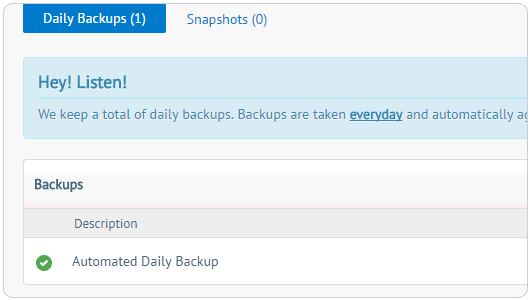 Daily Backups (1) Snapshots (0)
Hey! Listen!
We keep a total of daily backups. Backups are taken everyday and automatically
Backups
Description
Automated Daily Backup